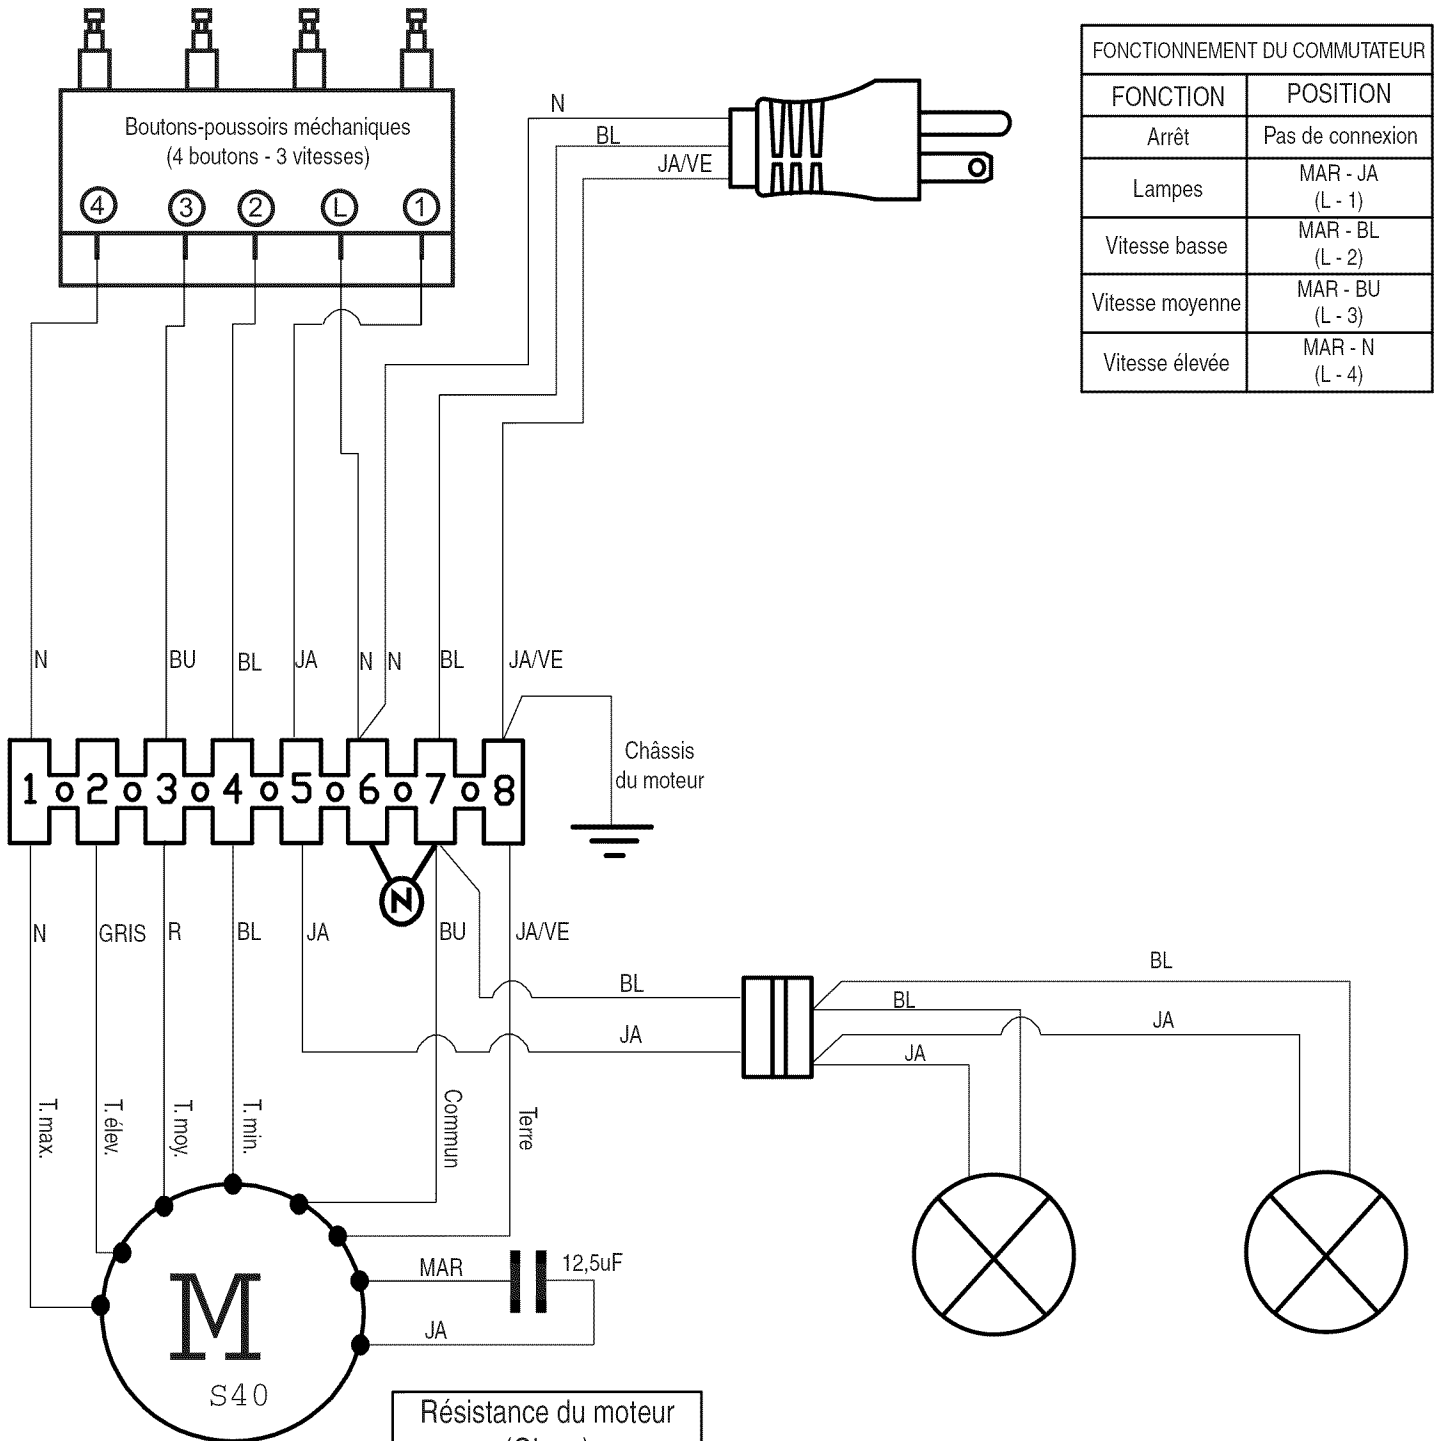 Boutons-poussoirs méchaniques
(4 boutons - 3 vitesses)
4 3 2 L 1
N
BL
JA/VE
FONCTIONNEMENT DU COMMUTATEUR
FONCTION POSITION
Arrêt Pas de connexion
Lampes MAR - JA
(L - 1)
Vitesse basse MAR - BL
(L - 2)
Vitesse moyenne MAR - BU
(L - 3)
Vitesse élevée MAR - N
(L - 4)
N BU BL JA N N BL JA/VE
Châssis
du moteur
1 2 3 4 5 6 7 8
N
N GRIS R BL JA BU JA/VE
BL
BL
BL
JA
JA
JA
T. max. T. élev. T. moy. T. min. Commun Terre
MAR
12,5uF
JA
M
S40
Résistance du moteur